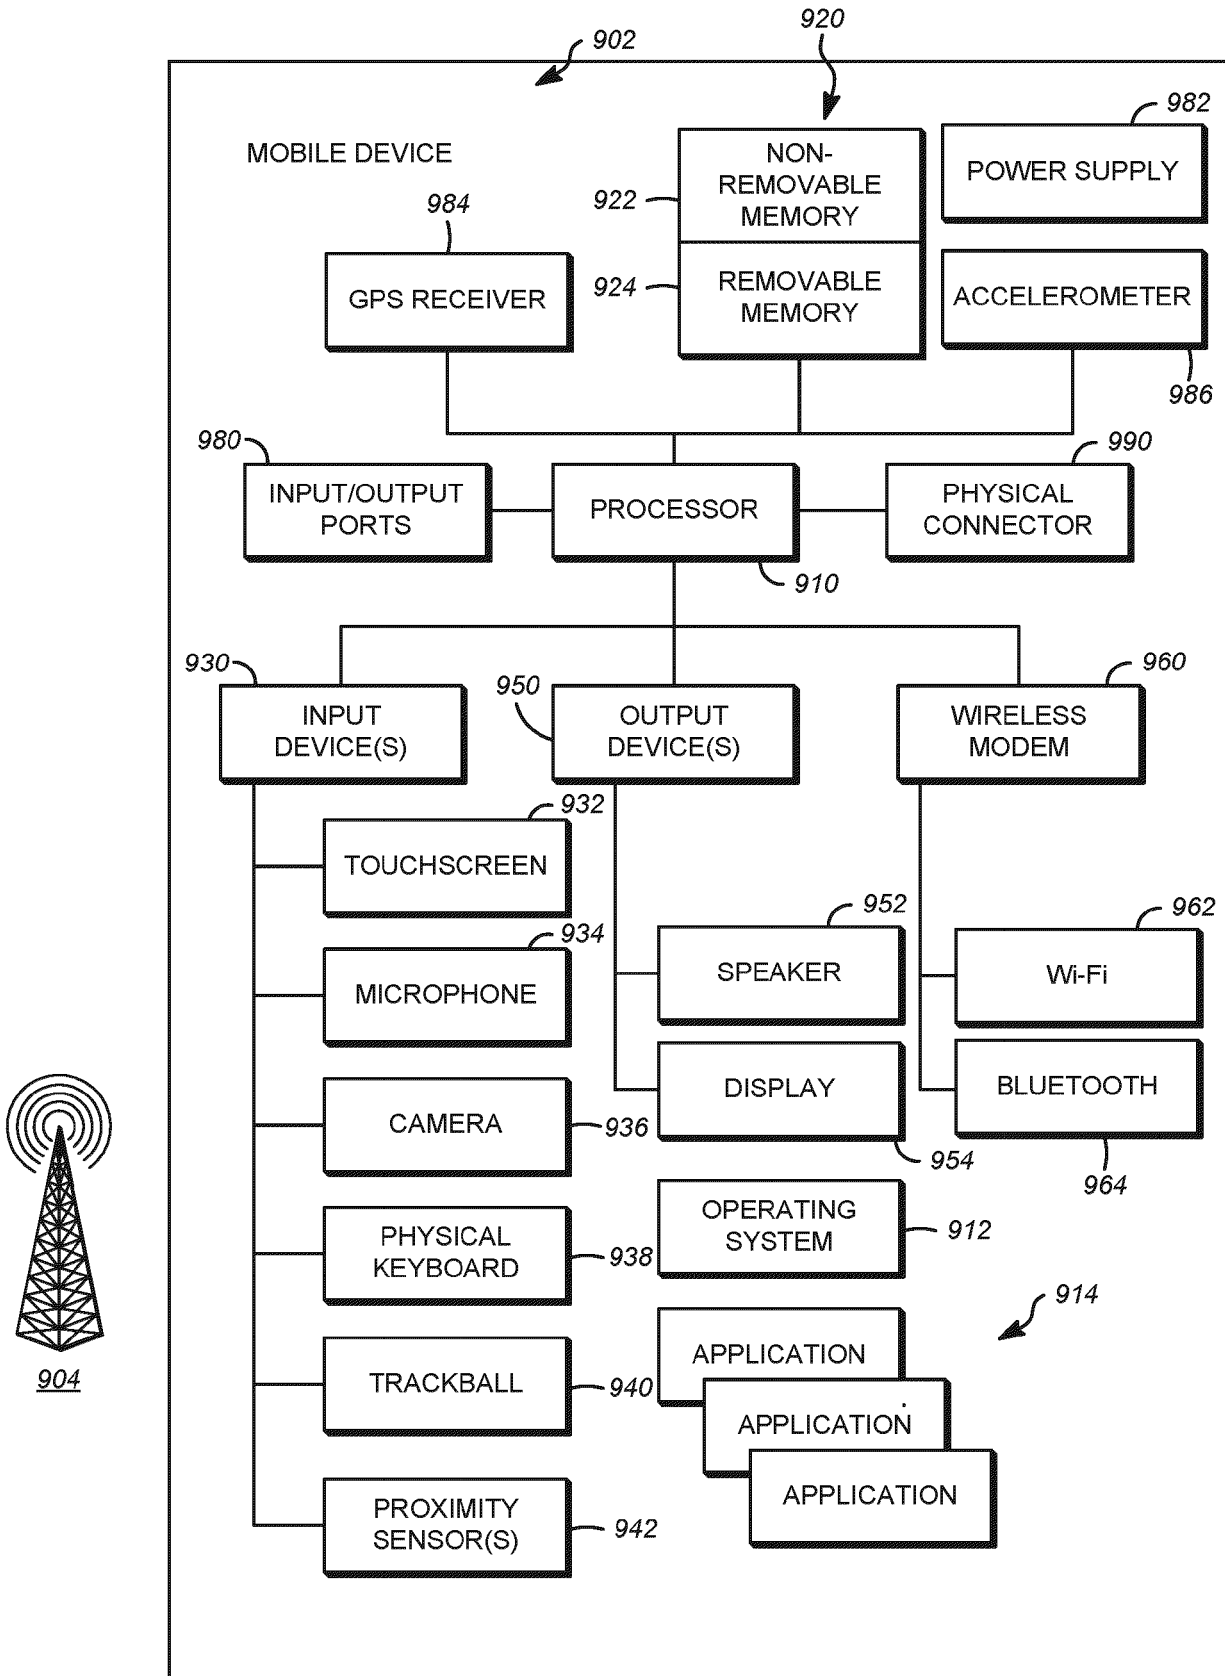 920
902
982
MOBILE DEVICE
NON-
REMOVABLE
MEMORY
POWER SUPPLY
922
984
924
REMOVABLE
MEMORY
GPS RECEIVER
ACCELEROMETER
986
980
990
INPUT/OUTPUT
PORTS
PROCESSOR
PHYSICAL
CONNECTOR
910
930
950
960
INPUT
DEVICE(S)
OUTPUT
DEVICE(S)
WIRELESS
MODEM
932
TOUCHSCREEN
952
962
934
MICROPHONE
SPEAKER
Wi-Fi
DISPLAY
BLUETOOTH
CAMERA
936
954
964
PHYSICAL
KEYBOARD
938
OPERATING
SYSTEM
912
914
904
TRACKBALL
940
APPLICATION
APPLICATION
APPLICATION
PROXIMITY
SENSOR(S)
942